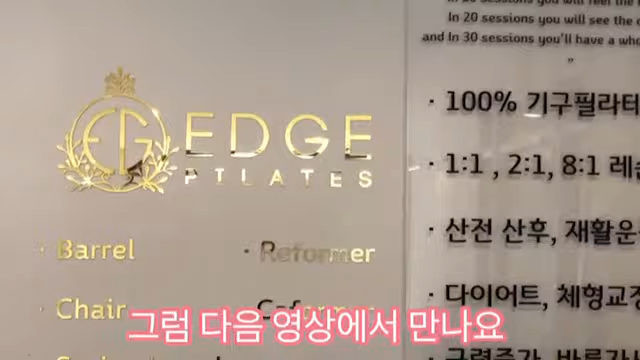 In 20 sessions you will see the
and In 30 sessions you'll have a
"
EG EDGE
PILATES
· Barrel
· Reformer
· Chair
· 100% 기구필라테
· 1:1 , 2:1, 8:1 레슨
· 산전 산후, 재활운
· 다이어트, 체형교정
그럼 다음 영상에서 만나요